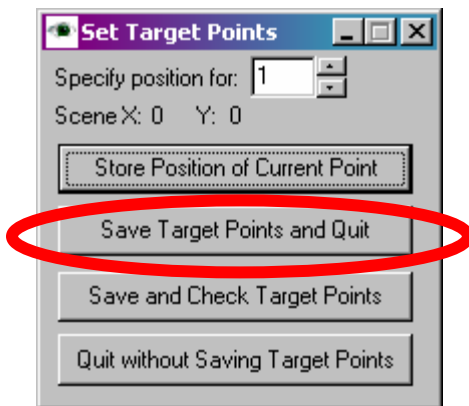 Set Target Points
Specify position for: 1
Scene X: 0 Y: 0
Store Position of Current Point
Save Target Points and Quit
Save and Check Target Points
Quit without Saving Target Points